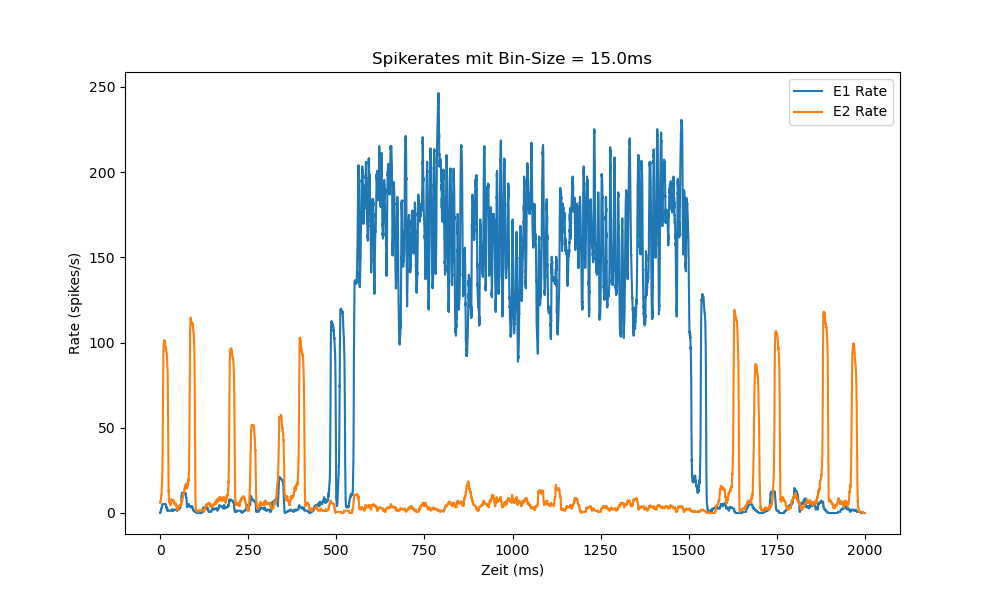 Spikerates mit Bin-Size = 15.0ms
E1 Rate
E2 Rate
Rate (spikes/s)
250
200
150
100
50
0
0 250 500 750 1000 1250 1500 1750 2000
Zeit (ms)